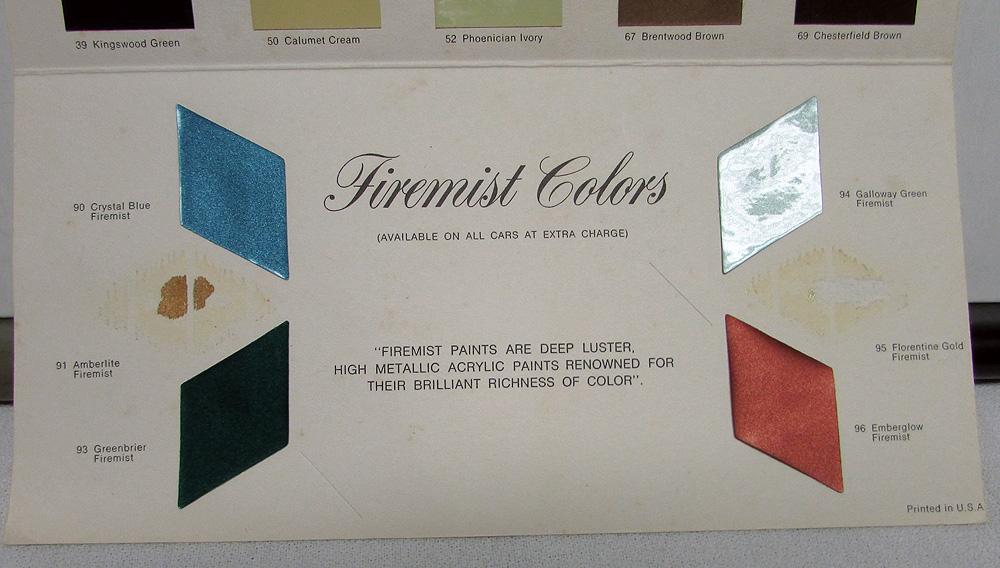 39 Kingswood Green
50 Calumet Cream
52 Phoenician Ivory
67 Brentwood Brown
69 Chesterfield Brown
Firemist Colors
(AVAILABLE ON ALL CARS AT EXTRA CHARGE)
90 Crystal Blue
Firemist
94 Galloway Green
Firemist
"FIREMIST PAINTS ARE DEEP LUSTER,
HIGH METALLIC ACRYLIC PAINTS RENOWNED FOR
THEIR BRILLIANT RICHNESS OF COLOR".
91 Amberlite
Firemist
95 Florentine Gold
Firemist
93 Greenbrier
Firemist
96 Emberglow
Firemist
Printed in U.S.A